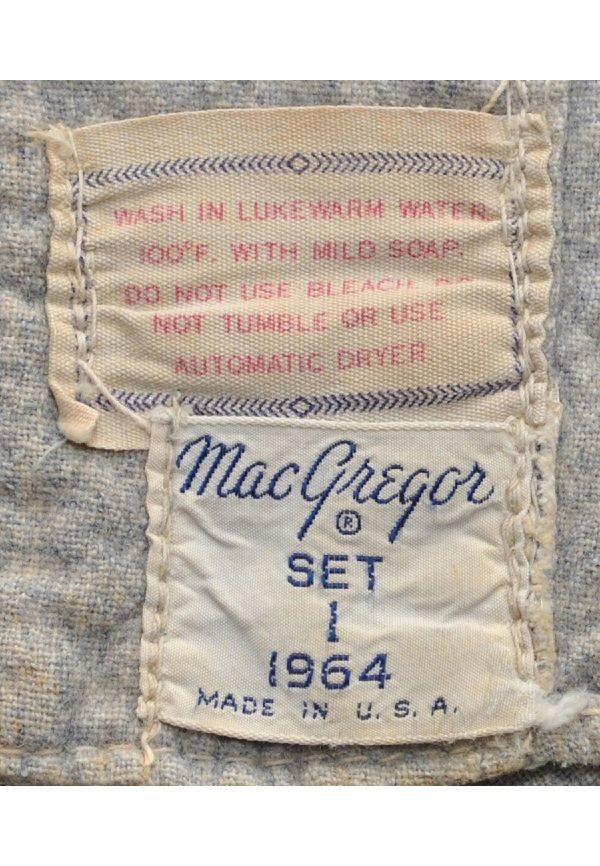 WASH IN LUKEWARM WATER
100°F. WITH MILD SOAP.
DO NOT USE BLEACH. DO
NOT TUMBLE OR USE
AUTOMATIC DRYER
MacGregor
®
SET
1
1964
MADE IN U.S.A.